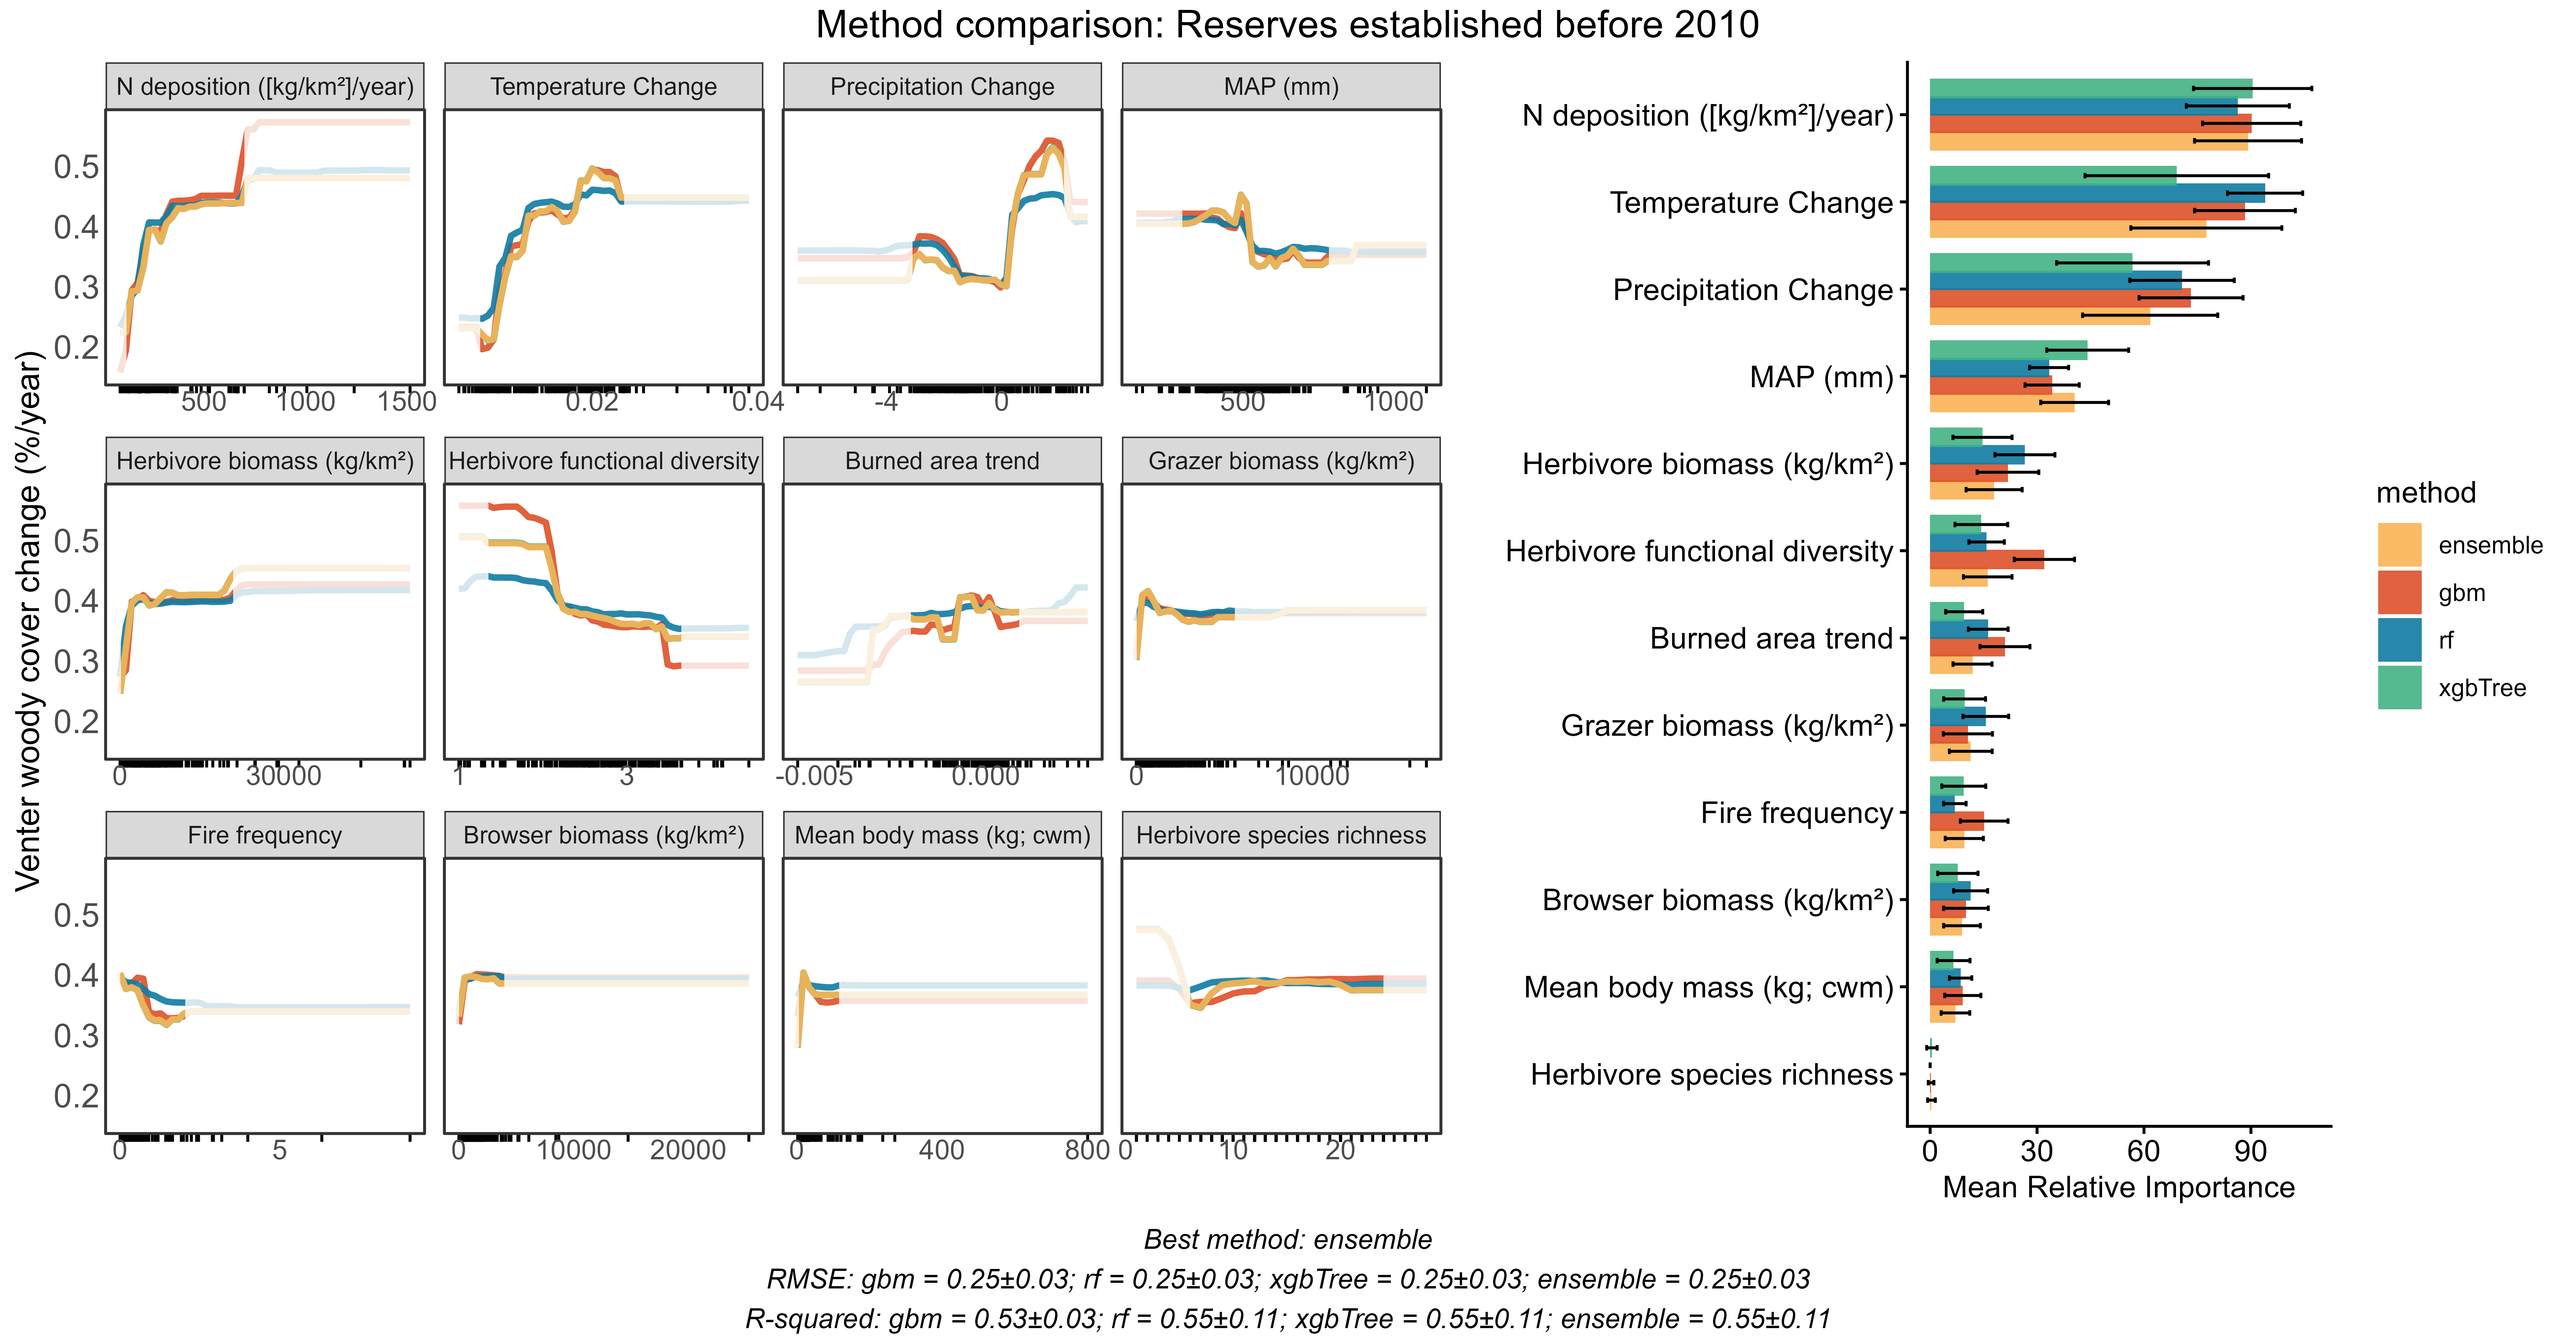 Method comparison: Reserves established before 2010
Venter woody cover change (%/year)
N deposition ([kg/km²]/year)
Temperature Change
Precipitation Change
MAP (mm)
0.5
0.4
0.3
0.2
500 1000 1500
0.02 0.04
-4 0
500 1000
Herbivore biomass (kg/km²)
Herbivore functional diversity
Burned area trend
Grazer biomass (kg/km²)
0.5
0.4
0.3
0.2
0 30000
1 3
-0.005 0.000
0 10000
Fire frequency
Browser biomass (kg/km²)
Mean body mass (kg; cwm)
Herbivore species richness
0.5
0.4
0.3
0.2
0 5
0 10000 20000
0 400 800
0 10 20
N deposition ([kg/km²]/year)
Temperature Change
Precipitation Change
MAP (mm)
Herbivore biomass (kg/km²)
Herbivore functional diversity
Burned area trend
Grazer biomass (kg/km²)
Fire frequency
Browser biomass (kg/km²)
Mean body mass (kg; cwm)
Herbivore species richness
0 30 60 90
Mean Relative Importance
method
ensemble
gbm
rf
xgbTree
Best method: ensemble
RMSE: gbm = 0.25±0.03; rf = 0.25±0.03; xgbTree = 0.25±0.03; ensemble = 0.25±0.03
R-squared: gbm = 0.53±0.03; rf = 0.55±0.11; xgbTree = 0.55±0.11; ensemble = 0.55±0.11